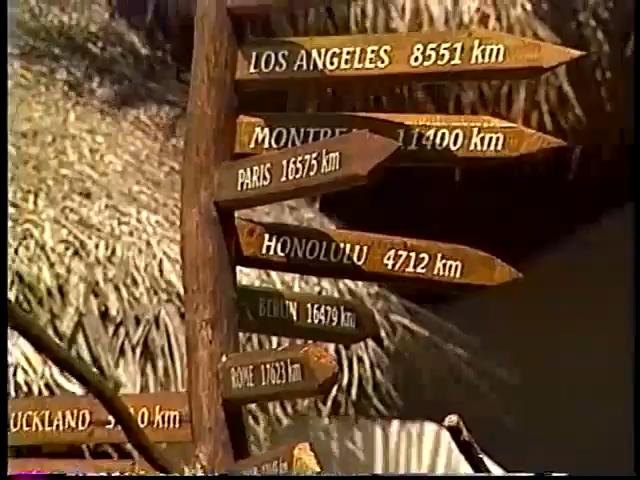 LOS ANGELES 8551 km
11400 km
PARIS 16575 km
HONOLULU 4712 km
BERLIN 16479 km
ROME 17623 km
UCKLAND km